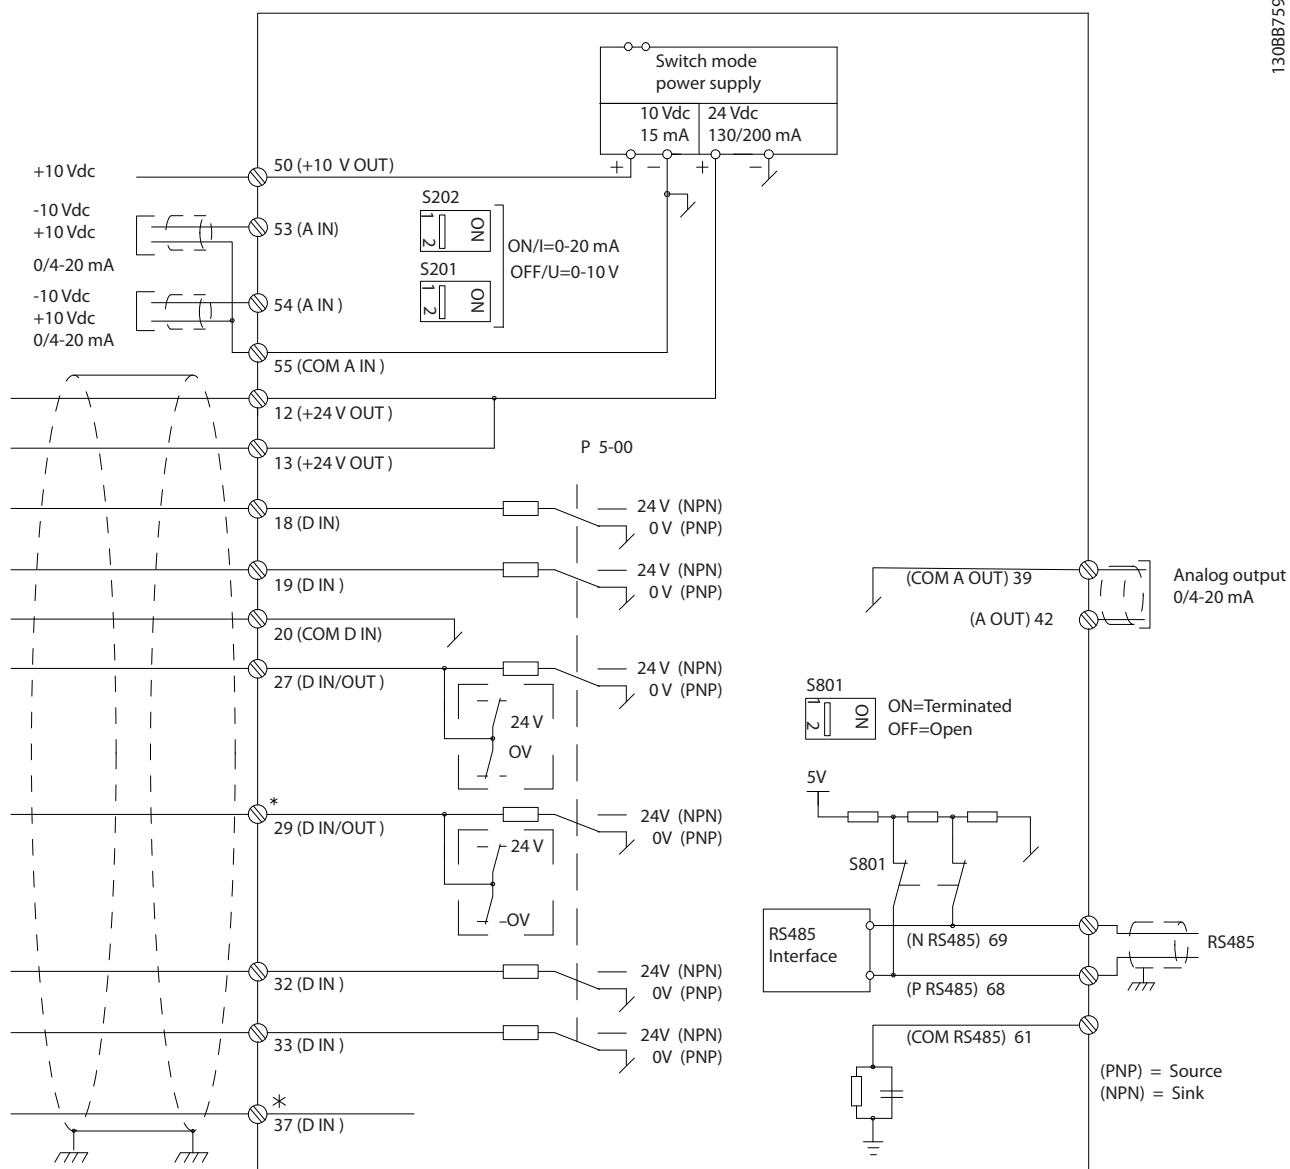 130BB759
Switch mode
power supply
10 Vdc
15 mA
24 Vdc
130/200 mA
+ − + −
+10 Vdc
50 (+10 V OUT)
-10 Vdc
+10 Vdc
0/4-20 mA
53 (A IN)
S202
1
2
ON
ON/I=0-20 mA
OFF/U=0-10 V
S201
1
2
ON
-10 Vdc
+10 Vdc
0/4-20 mA
54 (A IN )
55 (COM A IN )
12 (+24 V OUT )
13 (+24 V OUT )
P 5-00
18 (D IN)
24 V (NPN)
0 V (PNP)
19 (D IN )
24 V (NPN)
0 V (PNP)
20 (COM D IN)
27 (D IN/OUT )
24 V (NPN)
0 V (PNP)
24 V
OV
*
29 (D IN/OUT )
24V (NPN)
0V (PNP)
24 V
OV
32 (D IN )
24V (NPN)
0V (PNP)
33 (D IN )
24V (NPN)
0V (PNP)
*
37 (D IN )
(COM A OUT) 39
(A OUT) 42
Analog output
0/4-20 mA
S801
1
2
ON
ON=Terminated
OFF=Open
5V
S801
RS485
Interface
(N RS485) 69
(P RS485) 68
RS485
(COM RS485) 61
(PNP) = Source
(NPN) = Sink